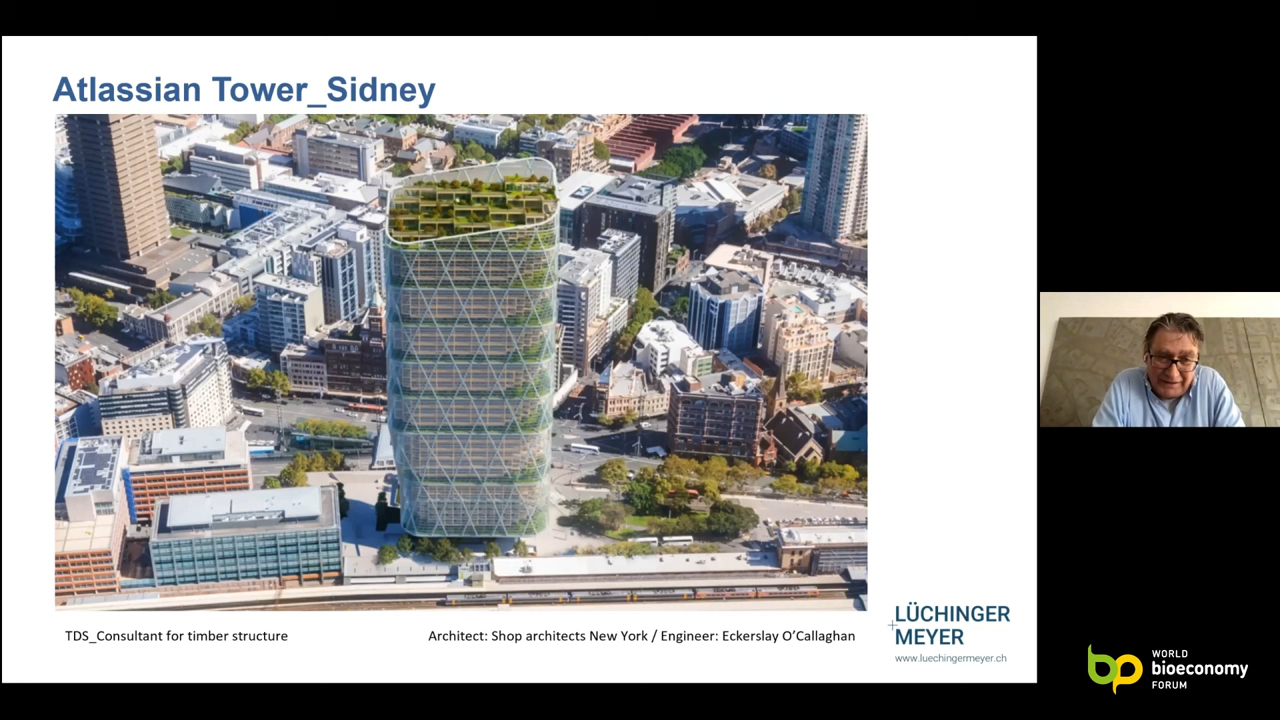 Atlassian Tower_Sidney
TDS_Consultant for timber structure
Architect: Shop architects New York / Engineer: Eckerslay O’Callaghan
LÜCHINGER
MEYER
www.luechingermeyer.ch
WORLD
bioeconomy
FORUM